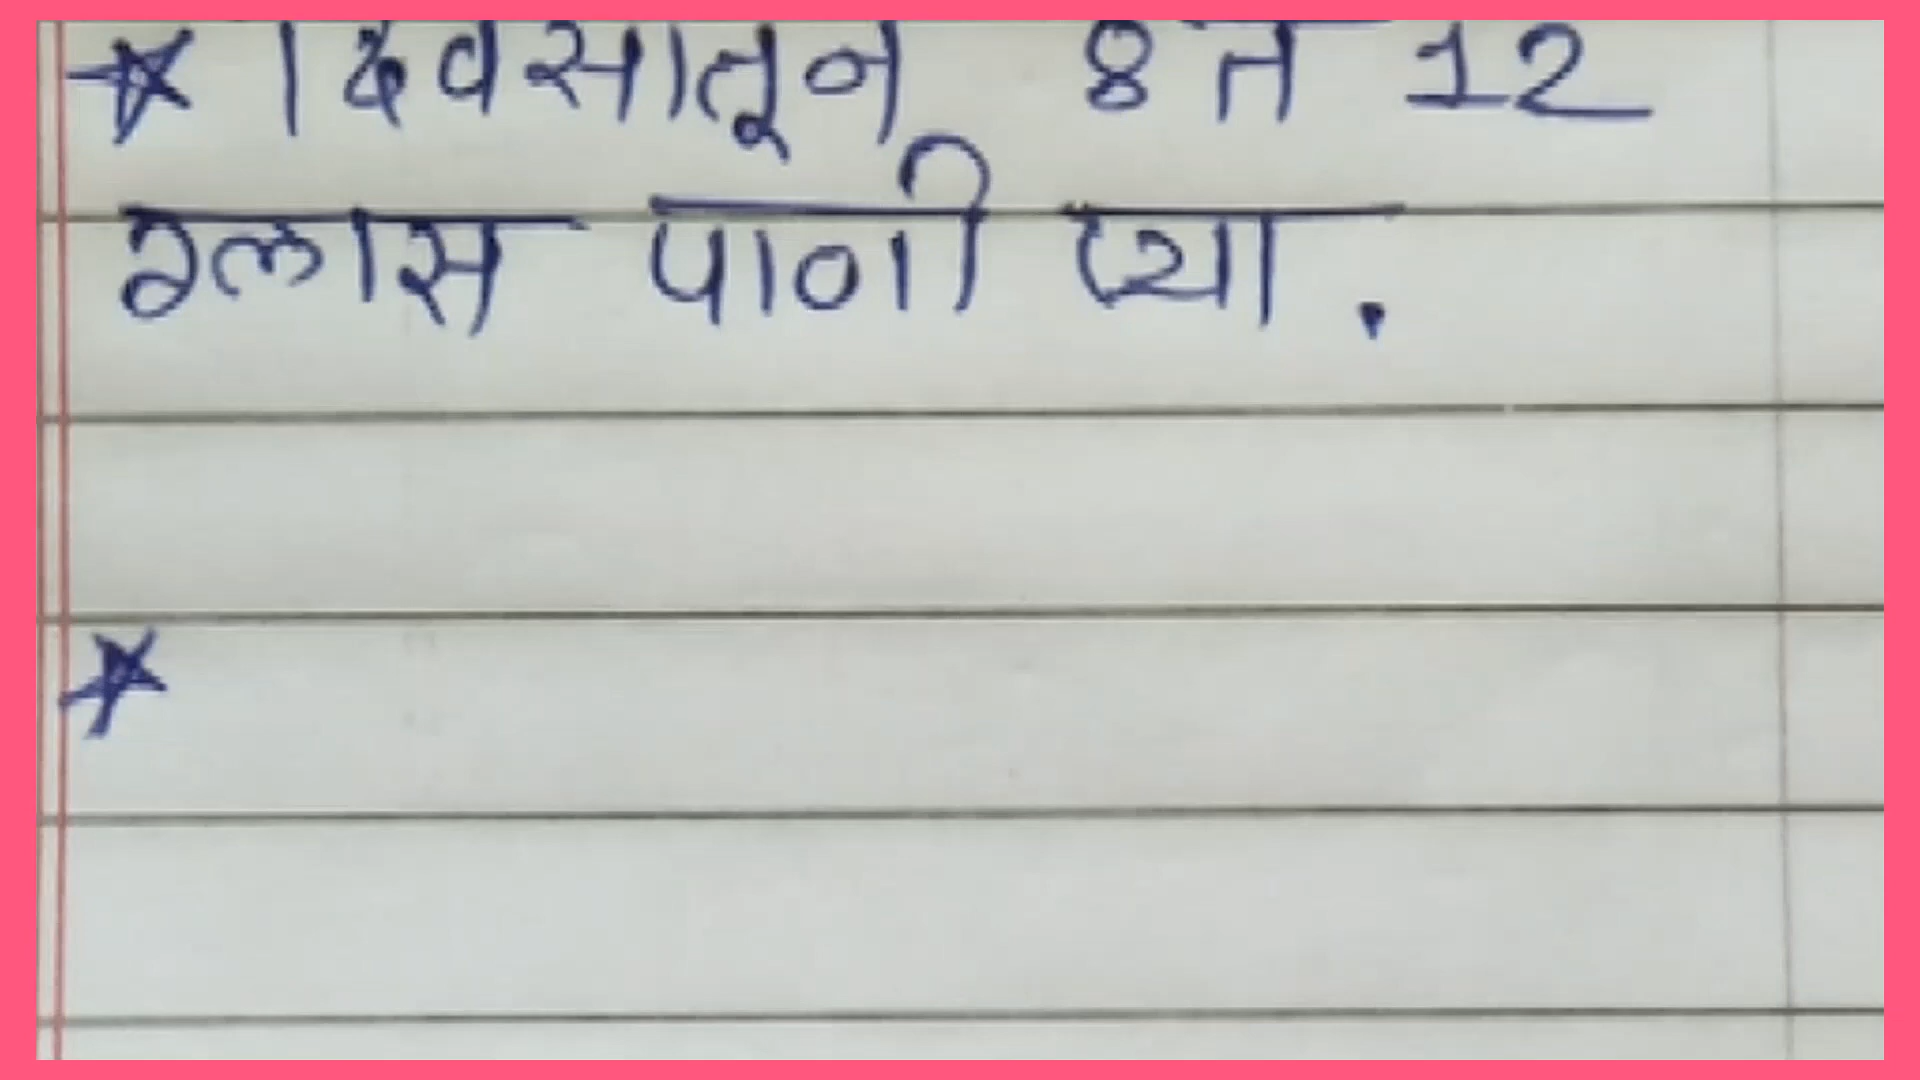 ★ दिवसातून 8 ते 12
ग्लास पाणी प्या.
★